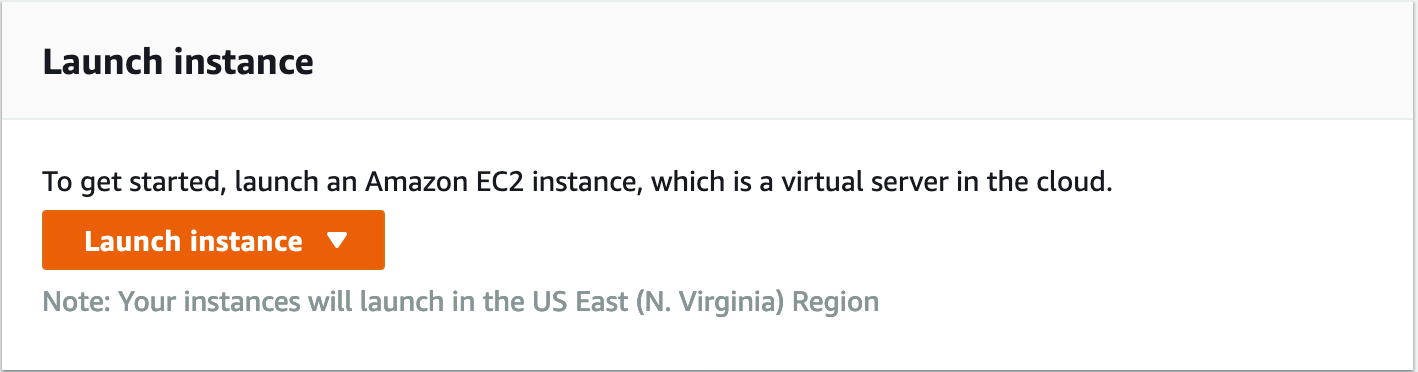 Launch instance
To get started, launch an Amazon EC2 instance, which is a virtual server in the cloud.
Launch instance
Note: Your instances will launch in the US East (N. Virginia) Region